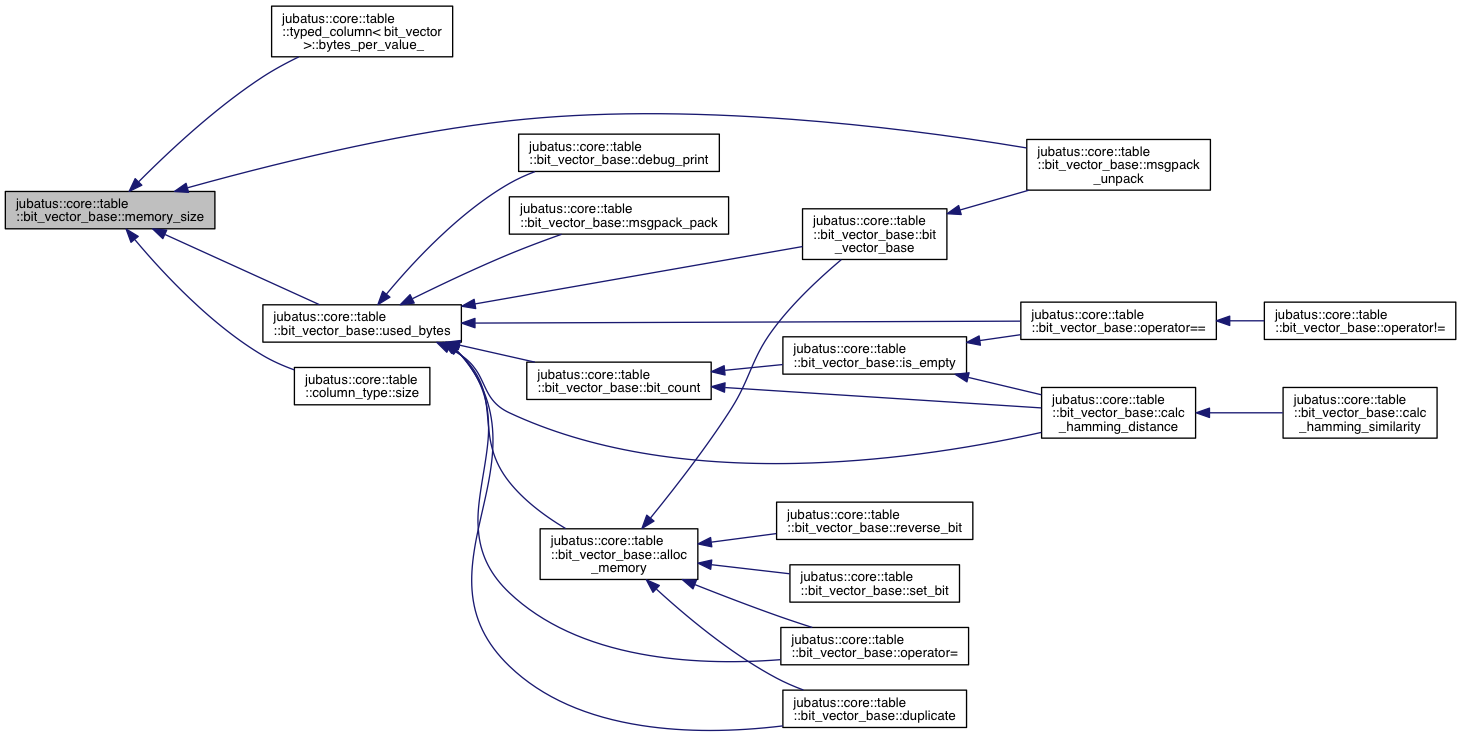 jubatus::core::table
::typed_column< bit_vector
>::bytes_per_value_
jubatus::core::table
::bit_vector_base::debug_print
jubatus::core::table
::bit_vector_base::msgpack
_unpack
jubatus::core::table
::bit_vector_base::memory_size
jubatus::core::table
::bit_vector_base::msgpack_pack
jubatus::core::table
::bit_vector_base::bit
_vector_base
jubatus::core::table
::bit_vector_base::used_bytes
jubatus::core::table
::bit_vector_base::operator==
jubatus::core::table
::bit_vector_base::operator!=
jubatus::core::table
::bit_vector_base::is_empty
jubatus::core::table
::column_type::size
jubatus::core::table
::bit_vector_base::bit_count
jubatus::core::table
::bit_vector_base::calc
_hamming_distance
jubatus::core::table
::bit_vector_base::calc
_hamming_similarity
jubatus::core::table
::bit_vector_base::reverse_bit
jubatus::core::table
::bit_vector_base::alloc
_memory
jubatus::core::table
::bit_vector_base::set_bit
jubatus::core::table
::bit_vector_base::operator=
jubatus::core::table
::bit_vector_base::duplicate